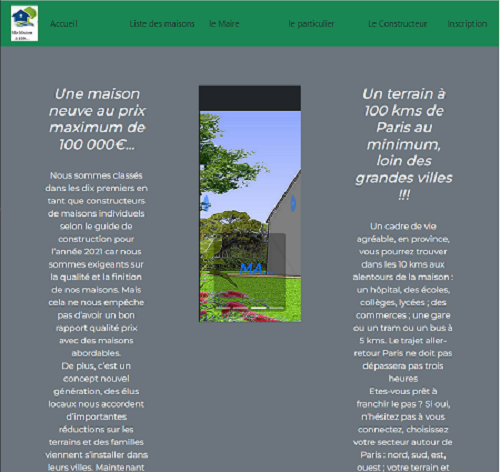 Accueil
Liste des maisons
le Maire
le particulier
Le Constructeur
Inscription
Une maison
neuve au prix
maximum de
100 000€...
Nous sommes classés
dans les dix premiers en
tant que constructeurs
de maisons individuels
selon le guide de
construction pour
l'année 2021 car nous
sommes exigeants sur
la qualité et la finition
de nos maisons. Mais
cela ne nous empêche
pas d'avoir un bon
rapport qualité prix
avec des maisons
abordables.
De plus, c'est un
concept nouvel
génération, des élus
locaux nous accordent
d'importantes
réductions sur les
terrains et des familles
viennent s'installer dans
leurs villes. Maintenant
MA
Un terrain à
100 kms de
Paris au
minimum,
loin des
grandes villes
!!!
Un cadre de vie
agréable, en province,
vous pourrez trouver
dans les 10 kms aux
alentours de la maison :
un hôpital, des écoles,
collèges, lycées ; des
commerces ; une gare
ou un tram ou un bus à
5 kms. Le trajet aller-
retour Paris ne doit pas
dépassera pas trois
heures
Etes-vous prêt à
franchir le pas ? Si oui,
n'hésitez pas à vous
connectez, choisissez
votre secteur autour de
Paris : nord, sud, est,
ouest ; votre terrain et